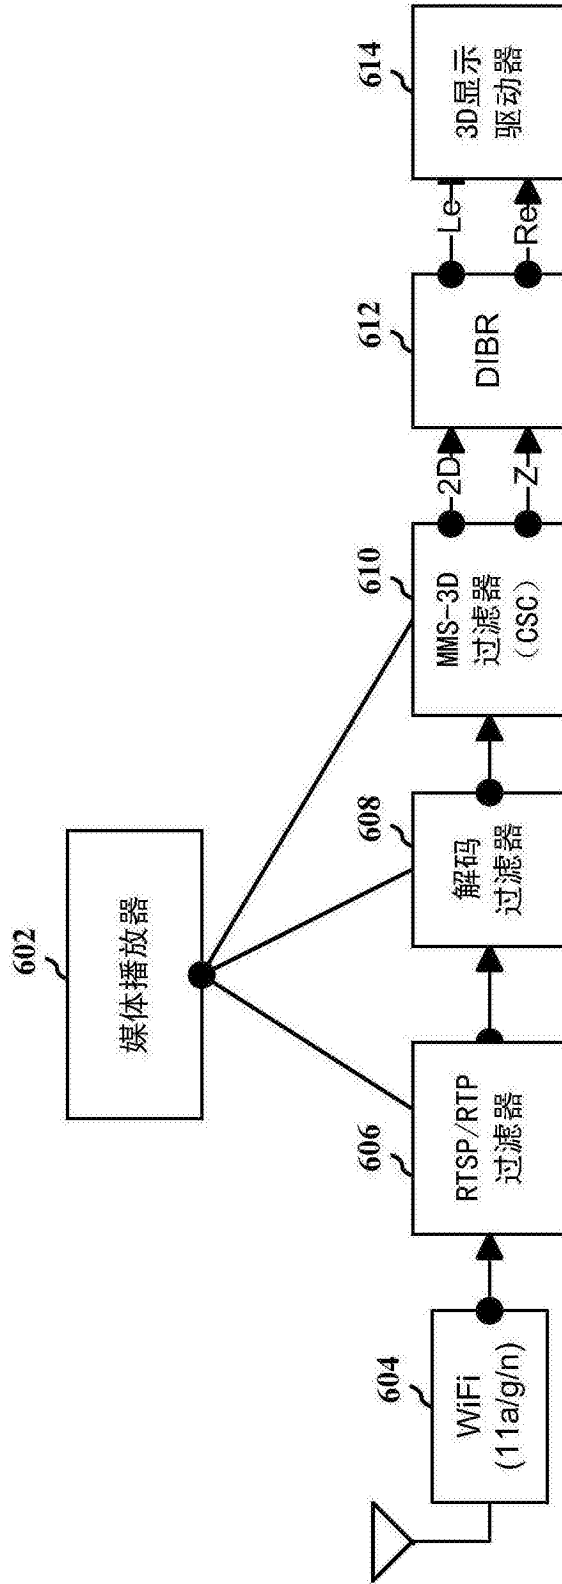 602
媒体播放器
604
WiFi
(11a/g/n)
606
RTSP/RTP
过滤器
608
解码
过滤器
610
MMS-3D
过滤器
(CSC)
2D
Z
612
DIBR
Le
Re
614
3D显示
驱动器